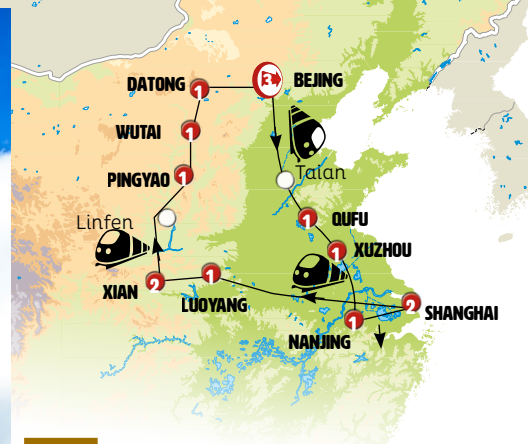 DATONG 1
3 BEJING
WUTAI 1
Taian
PINGYAO 1
Linfen
1 QUFU
1 XUZHOU
XIAN 2
1
LUOYANG
2 SHANGHAI
1
NANJING